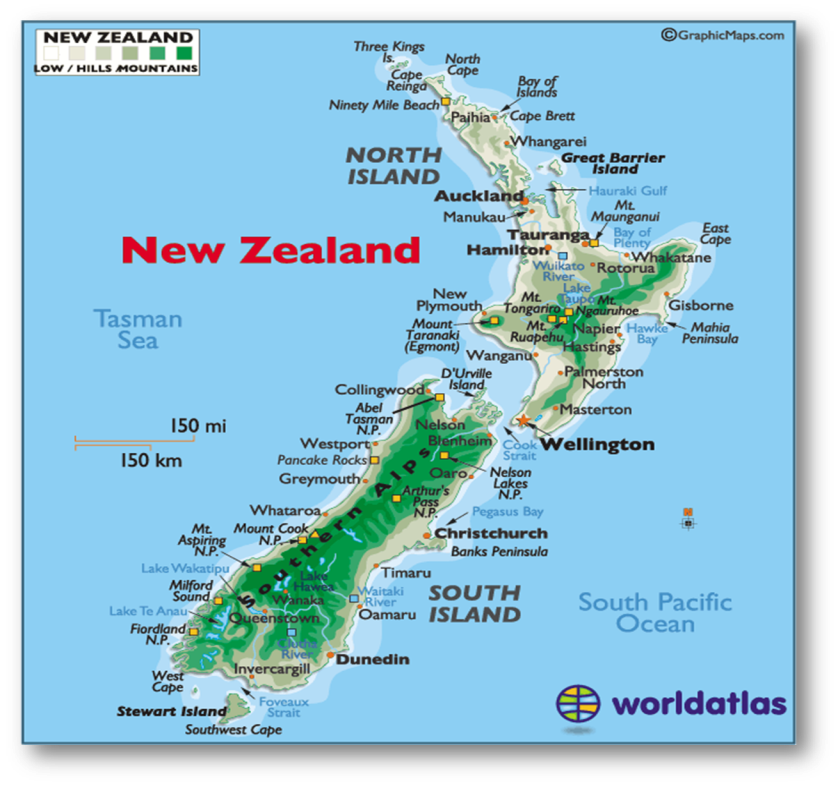 NEW ZEALAND
LOW / HILLS /MOUNTAINS
©GraphicMaps.com
Three Kings
Is.
North
Cape
Cape
Reinga
Bay of
Islands
Ninety Mile Beach
Paihia
Cape Brett
Whangarei
NORTH
ISLAND
Great Barrier
Island
Auckland
Hauraki Gulf
Manukau
Mt.
Maunganui
Tauranga
Bay of
Plenty
East
Cape
New Zealand
Hamilton
Whakatane
Wuikato
River
Rotorua
Lake
Taupo
New
Plymouth
Mt.
Tongariro
Mt.
Ngauruhoe
Gisborne
Tasman
Sea
Mount
Taranaki
(Egmont)
Mt.
Ruapehu
Napier
Hawke
Bay
Mahia
Peninsula
Hastings
Wanganu
D'Urville
Island
Palmerston
North
Collingwood
Abel
Tasman
N.P.
Masterton
150 mi
150 km
Nelson
Blenheim
Cook
Strait
Wellington
Westport
Pancake Rocks
Greymouth
Oaro
Nelson
Lakes
N.P.
Arthur's
Pass
N.P.
Southern Alps
Whataroa
Pegasus Bay
Mt.
Aspiring
N.P.
Mount Cook
N.P.
Christchurch
Banks Peninsula
Lake Wakatipu
Timaru
Milford
Sound
Lake
Hawea
Wanaka
Waitaki
River
SOUTH
ISLAND
Lake Te Anau
Queenstown
Oamaru
South Pacific
Ocean
Fiordland
N.P.
Clutha
River
Dunedin
Invercargill
West
Cape
Stewart Island
Foveaux
Strait
Southwest Cape
worldatlas